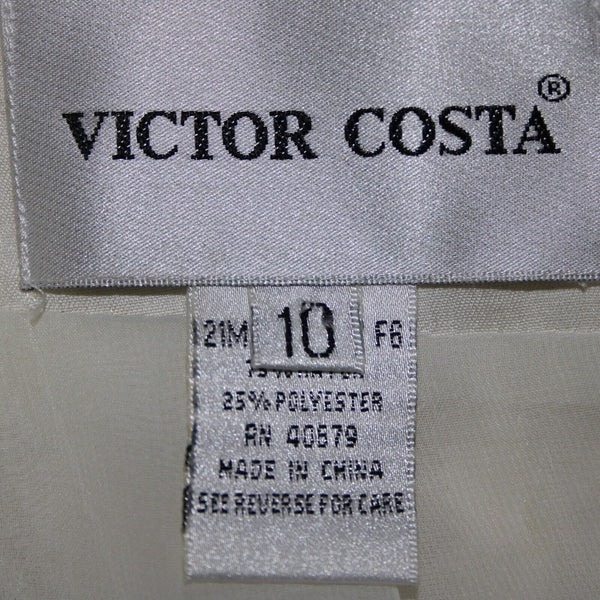 VICTOR COSTA®
21M 10 F6
25% POLYESTER
RN 40579
MADE IN CHINA
SEE REVERSE FOR CARE